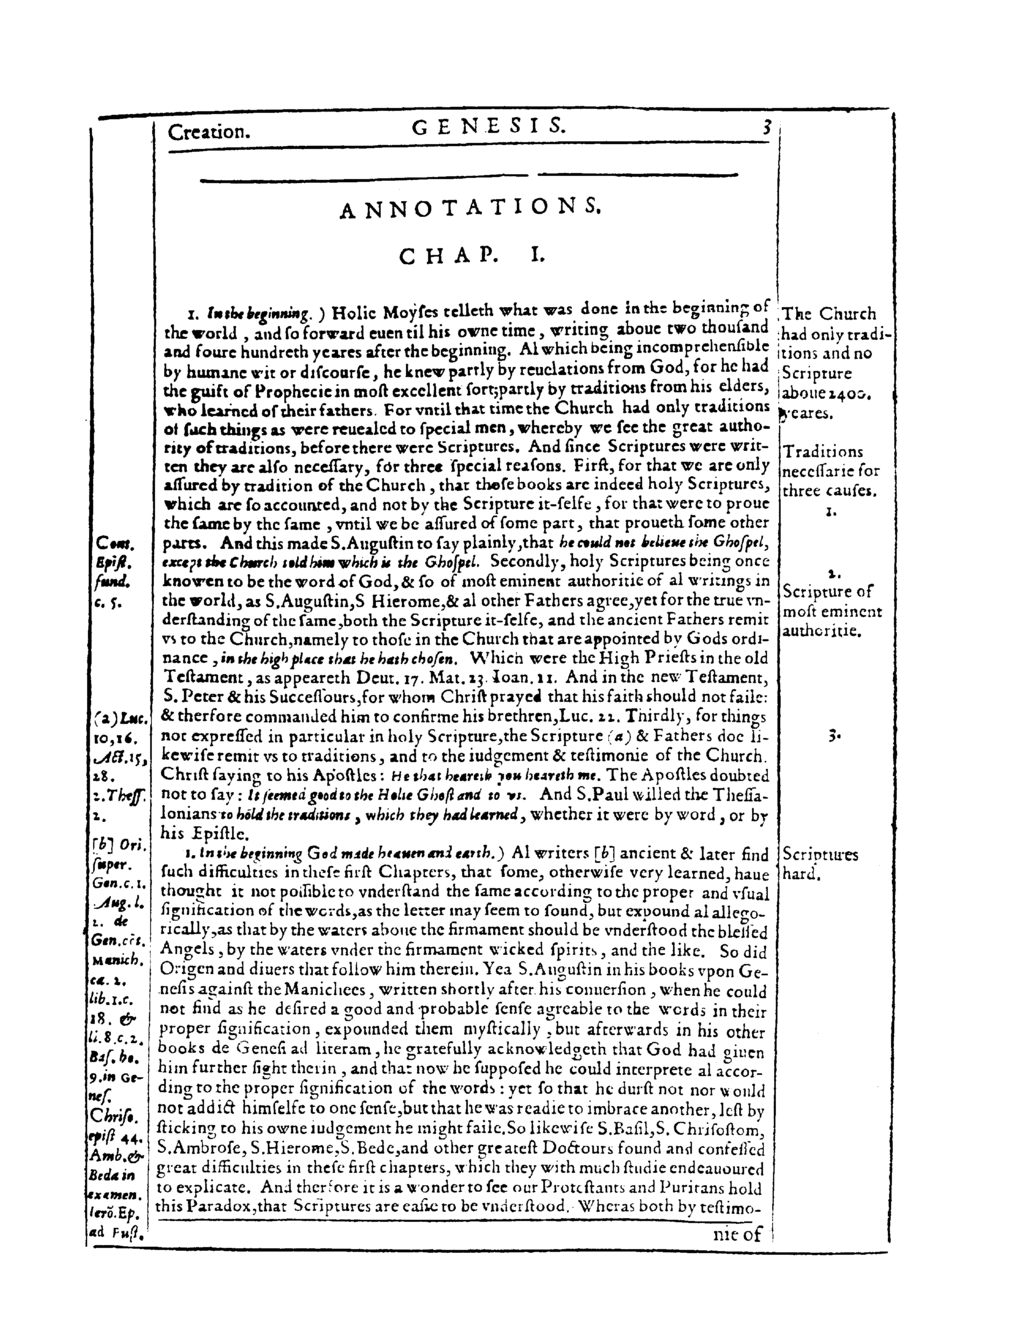 Creation. GENESIS. 3
ANNOTATIONS.
CHAP. I.
1. In the beginning. ) Holie Moyſes telleth what was done in the beginning of
the world , and ſo forward euen til his owne time , writing aboue two thouſand
and foure hundreth yeares after the beginning. Al which being incomprehenſible
by humane wit or diſcourſe, he knew partly by reuelations from God, for he had
the guift of Prophecie in moſt excellent ſort;partly by traditions from his elders,
who learned of their fathers. For vntil that time the Church had only traditions
of ſuch things as were reuealed to ſpecial men , whereby we ſee the great autho-
rity of traditions, before there were Scriptures. And ſince Scriptures were writ-
ten they are alſo neceſſary, for three ſpecial reaſons. Firſt, for that we are only
aſſured by tradition of the Church , that thoſe books are indeed holy Scriptures,
which are ſo accounted, and not by the Scripture it-ſelfe , for that were to proue
the ſame by the ſame , vntil we be aſſured of ſome part , that proueth ſome other
parts. And this made S.Auguſtin to ſay plainly,that he could not belieue the Ghoſpel,
except the Church told him which is the Ghoſpel. Secondly, holy Scriptures being once
knowen to be the word of God,& ſo of moſt eminent authoritie of al writings in
the world, as S.Auguſtin,S Hierome,& al other Fathers agree,yet for the true vn-
derſtanding of the ſame,both the Scripture it-ſelfe, and the ancient Fathers remit
vs to the Church,namely to thoſe in the Church that are appointed by Gods ordi-
nance , in the high place that he hath choſen. Which were the High Prieſts in the old
Teſtament , as appeareth Deut. 17. Mat. 23. Ioan. 11. And in the new Teſtament,
S. Peter & his Succeſſours,for whom Chriſt prayed that his faith should not faile:
& therfore commanded him to confirme his brethren,Luc. 22. Thirdly, for things
not expreſſed in particular in holy Scripture,the Scripture (a) & Fathers doe li-
kewiſe remit vs to traditions , and to the iudgement & teſtimonie of the Church.
Chriſt ſaying to his Apoſtles : He that heareth you heareth me. The Apoſtles doubted
not to ſay : It ſeemed good to the Holie Ghoſt and to vs. And S.Paul willed the Theſſa-
lonians to hold the traditions , which they had learned , whether it were by word , or by
his Epiſtle.
1. In the beginning God made heauen and earth. ) Al writers [b] ancient & later find
ſuch difficulties in theſe firſt Chapters, that ſome, otherwiſe very learned, haue
thought it not poſſible to vnderſtand the ſame according to the proper and vſual
ſignification of the words,as the letter may ſeem to ſound, but expound al allego-
rically,as that by the waters aboue the firmament should be vnderſtood the bleſſed
Angels , by the waters vnder the firmament wicked ſpirits , and the like. So did
Origen and diuers that follow him therein. Yea S.Auguſtin in his books vpon Ge-
neſis againſt the Manichees , written shortly after his conuerſion , when he could
not find as he deſired a good and probable ſenſe agreable to the words in their
proper ſignification , expounded them myſtically , but afterwards in his other
books de Geneſi ad literam , he gratefully acknowledgeth that God had giuen
him further ſight therin , and that now he ſuppoſed he could interprete al accor-
ding to the proper ſignification of the words : yet ſo that he durſt not nor would
not addict himſelfe to one ſenſe,but that he was readie to imbrace another, leſt by
ſticking to his owne iudgement he might faile.So likewiſe S.Baſil,S. Chriſoſtom,
S.Ambroſe, S.Hierome,S.Bede,and other greateſt Doctours found and confeſſed
great difficulties in theſe firſt chapters, which they with much ſtudie endeauoured
to explicate. And therfore it is a wonder to ſee our Proteſtants and Puritans hold
this Paradox,that Scriptures are eaſie to be vnderſtood. Wheras both by teſtimo-
nie of
Cont.
Epiſt.
fund.
c. 5.
(a) Luc.
10,16.
Act.15,
28.
2.Theſſ.
2.
[b] Ori.
ſuper.
Gen.c.1.
Aug.l.
1. de
Gen.cōt.
Manich.
ca. 2.
lib.1.c.
18. &
li.8.c.2.
Baſ. ho.
9.in Ge-
neſ.
Chriſo.
epiſt 44.
Amb.&
Beda in
examen.
Ierō.Ep.
ad Fuſt.
The Church
had only tradi-
tions and no
Scripture
aboue 2400.
yeares.
Traditions
neceſſarie for
three cauſes.
1.
2.
Scripture of
moſt eminent
authoritie.
3.
Scriptures
hard.